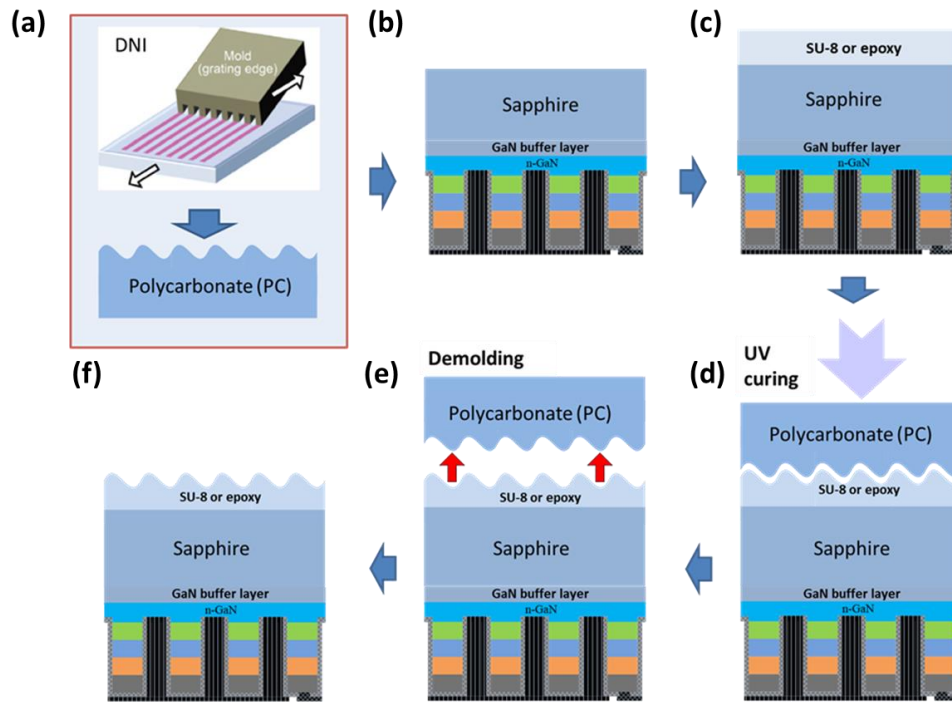 (a)
DNI
Mold
(grating edge)
Polycarbonate (PC)
(b)
Sapphire
GaN buffer layer
n-GaN
(c)
SU-8 or epoxy
Sapphire
GaN buffer layer
n-GaN
(d)
UV
curing
Polycarbonate (PC)
SU-8 or epoxy
Sapphire
GaN buffer layer
n-GaN
(e)
Demolding
Polycarbonate (PC)
SU-8 or epoxy
Sapphire
GaN buffer layer
n-GaN
(f)
SU-8 or epoxy
Sapphire
GaN buffer layer
n-GaN